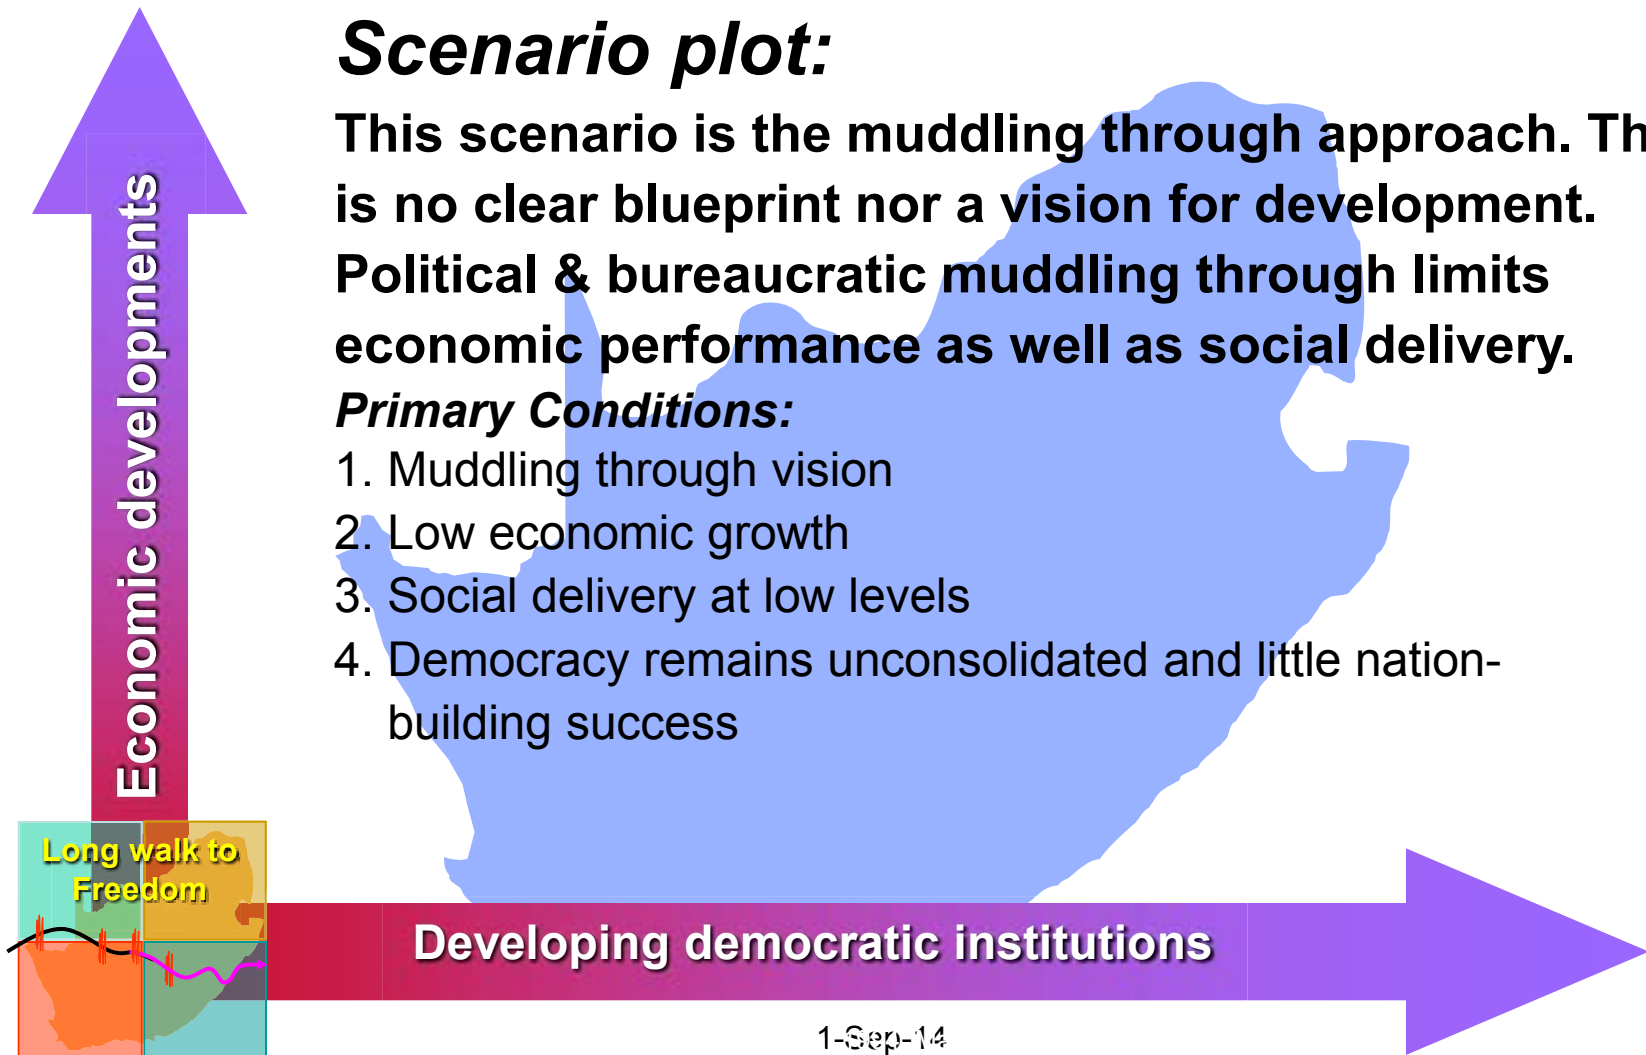 Scenario plot:
This scenario is the muddling through approach. Th
is no clear blueprint nor a vision for development.
Political & bureaucratic muddling through limits
economic performance as well as social delivery.
Primary Conditions:
1. Muddling through vision
2. Low economic growth
3. Social delivery at low levels
4. Democracy remains unconsolidated and little nation-
building success
Economic developments
Long walk to
Freedom
Developing democratic institutions
1-Sep-14